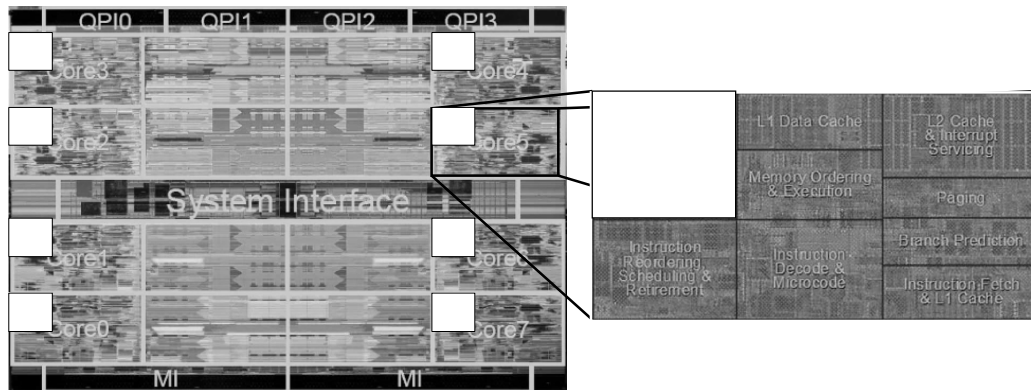 QPI0 QPI1 QPI2 QPI3
Core3
Core4
Core2
Core5
System Interface
Core1
Core0
Core7
MI MI
L1 Data Cache
L2 Cache
& Interrupt
Servicing
Memory Ordering
& Execution
Paging
Instruction
Reordering,
Scheduling &
Retirement
Instruction
Decode &
Microcode
Branch Prediction
Instruction Fetch
& L1 Cache